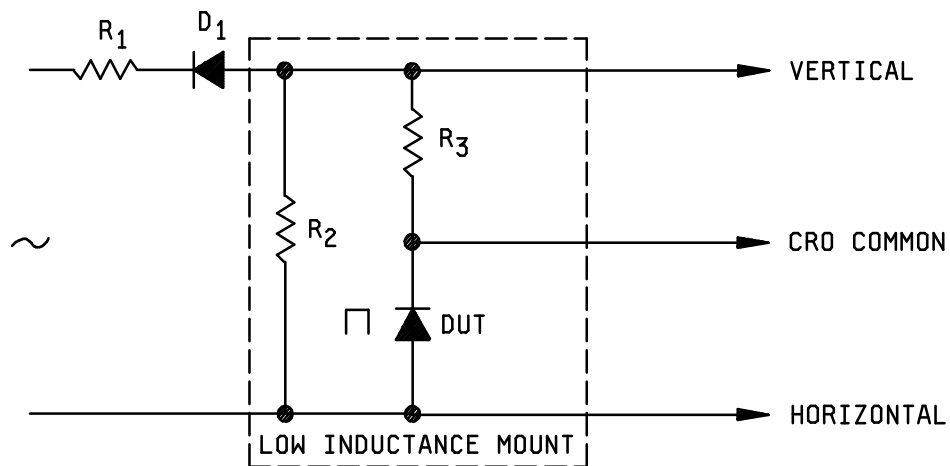 R1
D1
VERTICAL
R3
R2
CRO COMMON
DUT
HORIZONTAL
LOW INDUCTANCE MOUNT